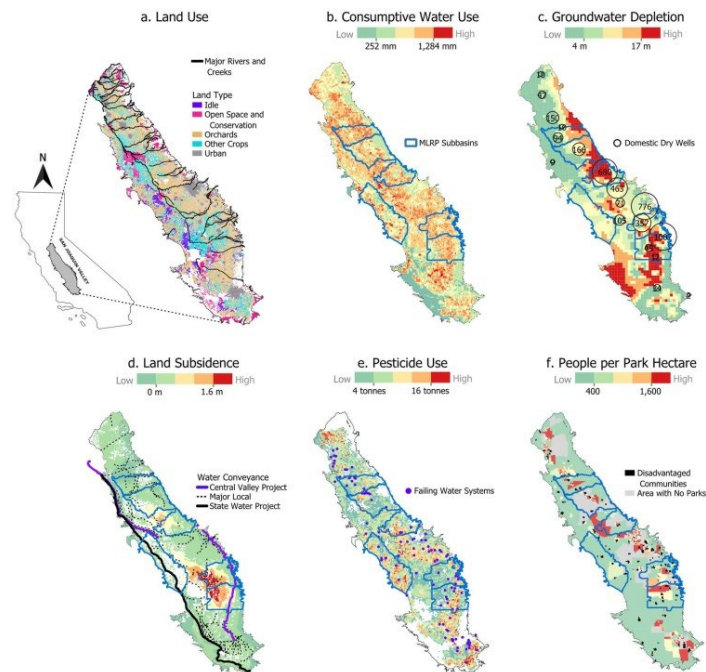 a. Land Use
Major Rivers and
Creeks
Land Type
Idle
Open Space and
Conservation
Orchards
Other Crops
Urban
N
SAN JOAQUIN VALLEY
b. Consumptive Water Use
Low High
252 mm 1,284 mm
MLRP Subbasins
c. Groundwater Depletion
Low High
4 m 17 m
Domestic Dry Wells
150
166
9
463
776
105
d. Land Subsidence
Low High
0 m 1.6 m
Water Conveyance
Central Valley Project
Major Local
State Water Project
e. Pesticide Use
Low High
4 tonnes 16 tonnes
Failing Water Systems
f. People per Park Hectare
Low High
400 1,600
Disadvantaged
Communities
Area with No Parks